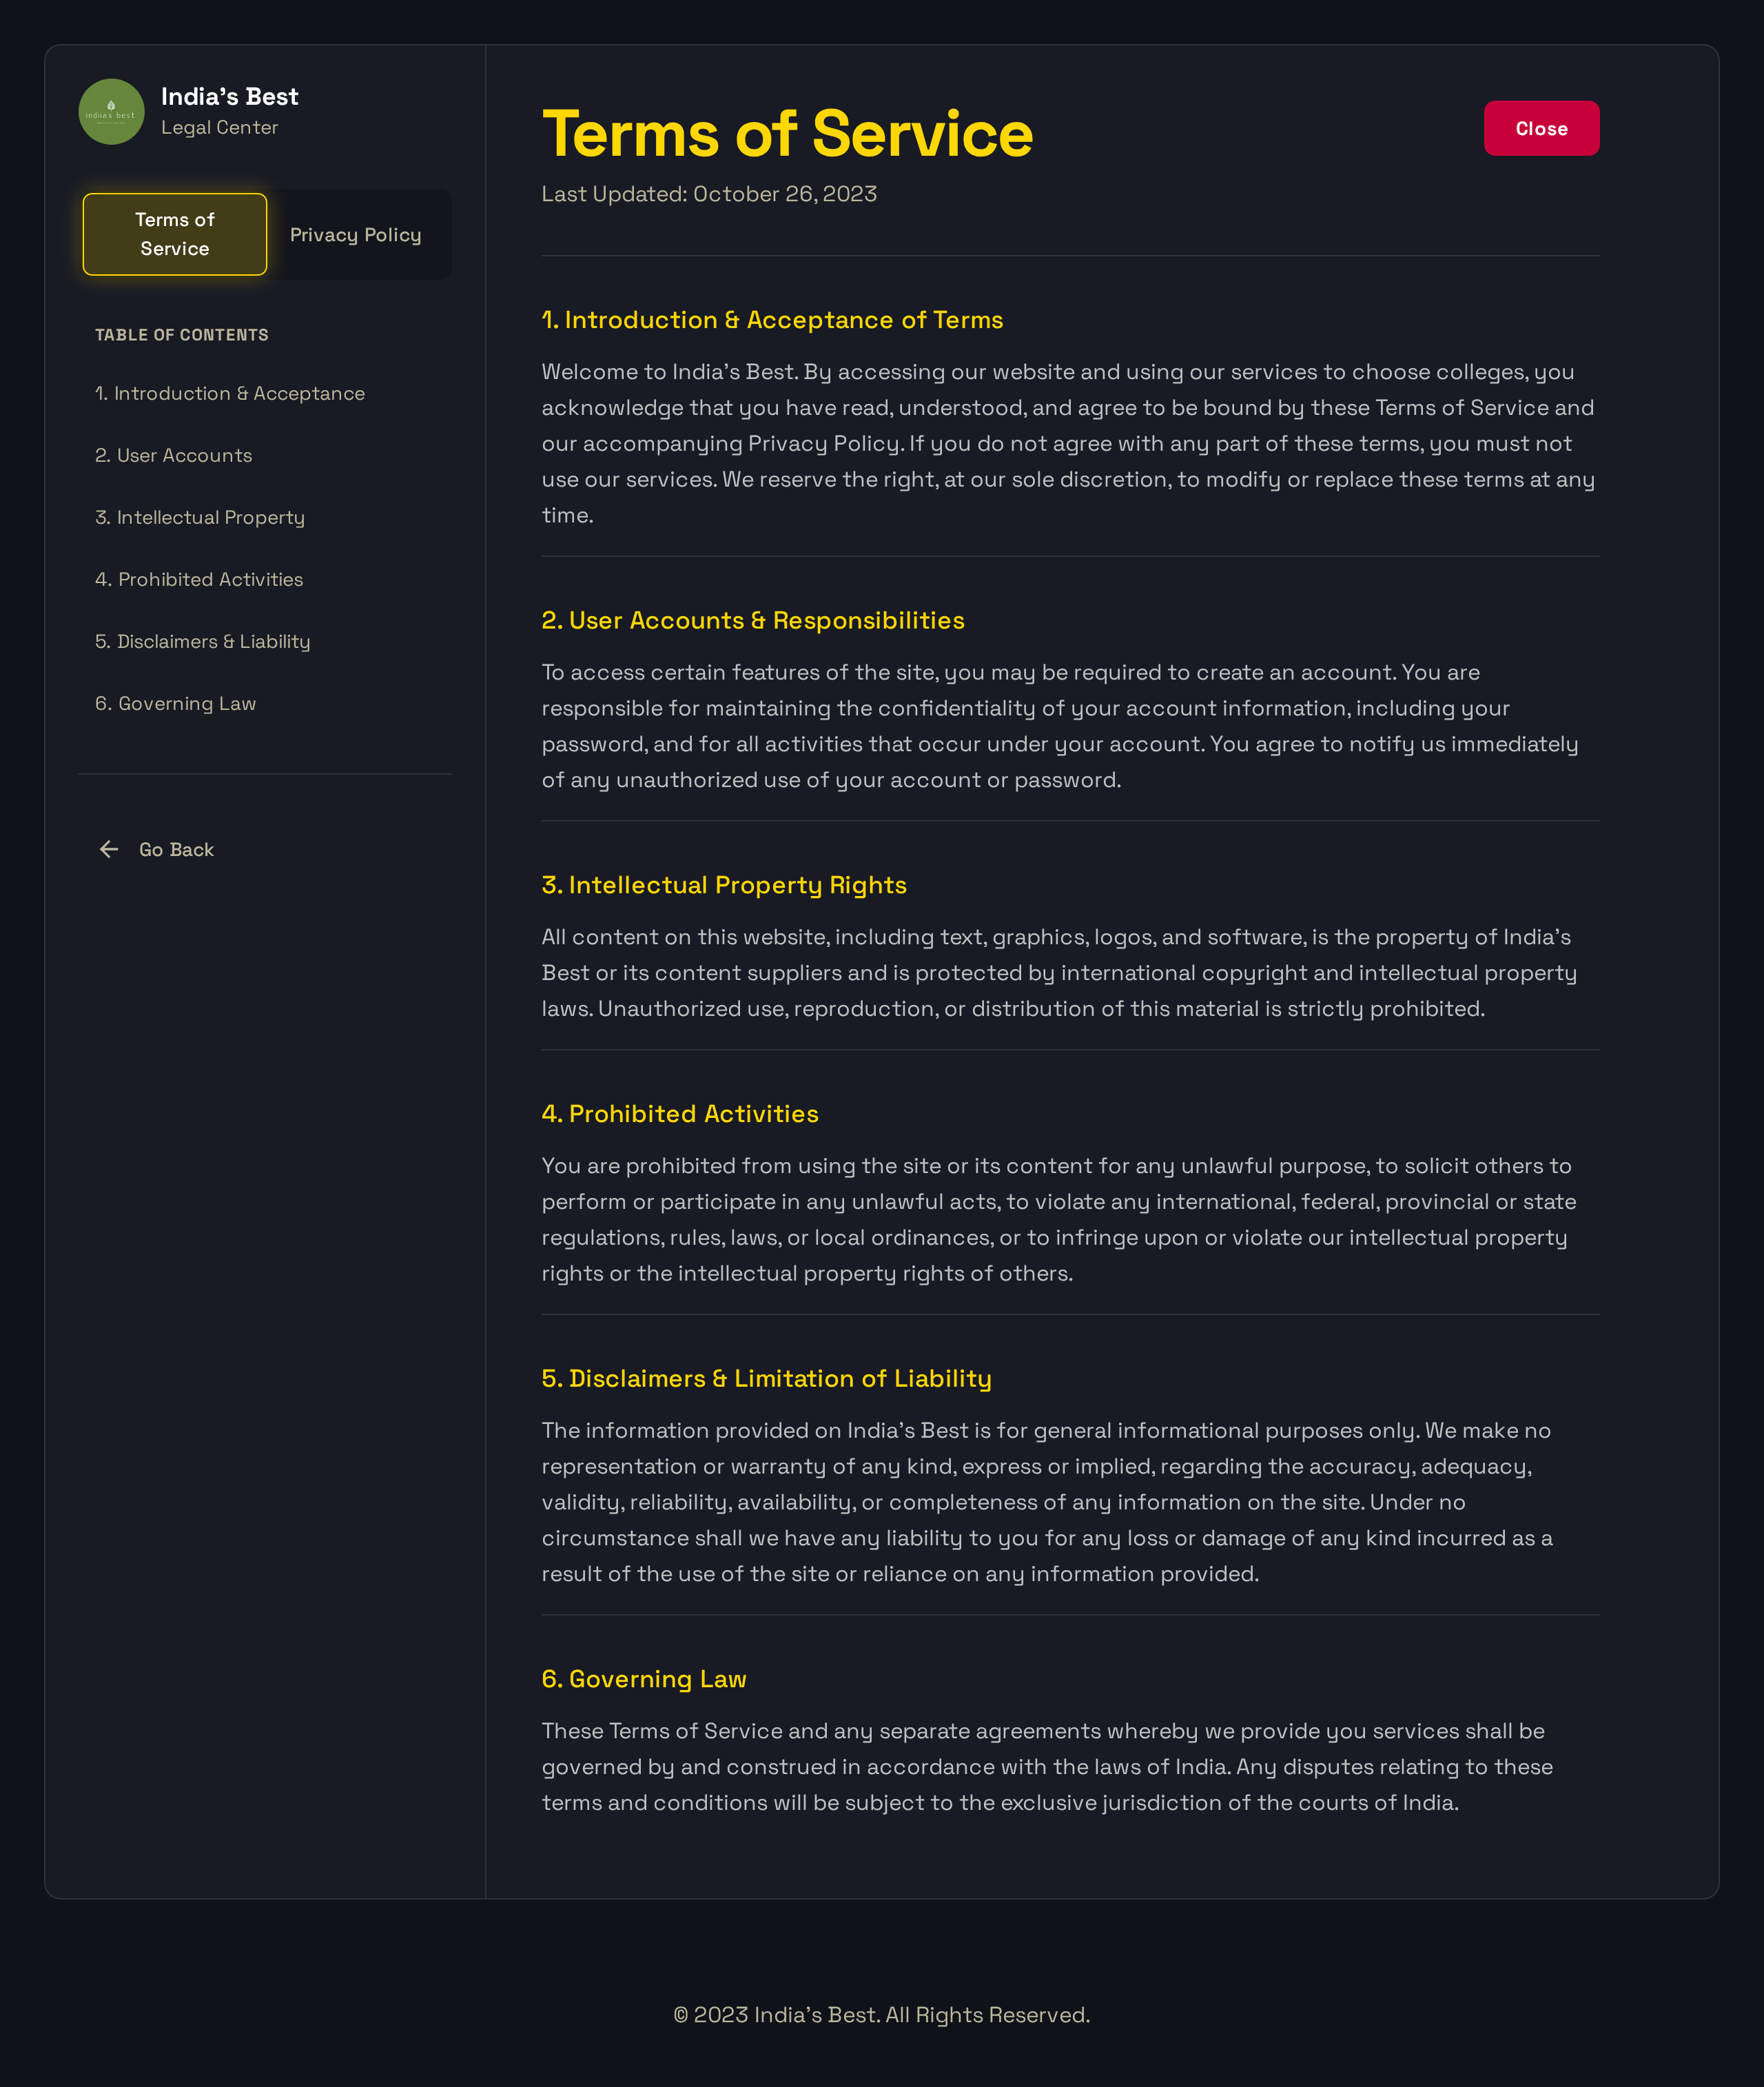 indiia's best
India's Best
Legal Center
Terms of
Service
Privacy Policy
TABLE OF CONTENTS
1. Introduction & Acceptance
2. User Accounts
3. Intellectual Property
4. Prohibited Activities
5. Disclaimers & Liability
6. Governing Law
Go Back
Terms of Service
Close
Last Updated: October 26, 2023
1. Introduction & Acceptance of Terms
Welcome to India's Best. By accessing our website and using our services to choose colleges, you
acknowledge that you have read, understood, and agree to be bound by these Terms of Service and
our accompanying Privacy Policy. If you do not agree with any part of these terms, you must not
use our services. We reserve the right, at our sole discretion, to modify or replace these terms at any
time.
2. User Accounts & Responsibilities
To access certain features of the site, you may be required to create an account. You are
responsible for maintaining the confidentiality of your account information, including your
password, and for all activities that occur under your account. You agree to notify us immediately
of any unauthorized use of your account or password.
3. Intellectual Property Rights
All content on this website, including text, graphics, logos, and software, is the property of India's
Best or its content suppliers and is protected by international copyright and intellectual property
laws. Unauthorized use, reproduction, or distribution of this material is strictly prohibited.
4. Prohibited Activities
You are prohibited from using the site or its content for any unlawful purpose, to solicit others to
perform or participate in any unlawful acts, to violate any international, federal, provincial or state
regulations, rules, laws, or local ordinances, or to infringe upon or violate our intellectual property
rights or the intellectual property rights of others.
5. Disclaimers & Limitation of Liability
The information provided on India's Best is for general informational purposes only. We make no
representation or warranty of any kind, express or implied, regarding the accuracy, adequacy,
validity, reliability, availability, or completeness of any information on the site. Under no
circumstance shall we have any liability to you for any loss or damage of any kind incurred as a
result of the use of the site or reliance on any information provided.
6. Governing Law
These Terms of Service and any separate agreements whereby we provide you services shall be
governed by and construed in accordance with the laws of India. Any disputes relating to these
terms and conditions will be subject to the exclusive jurisdiction of the courts of India.
© 2023 India's Best. All Rights Reserved.